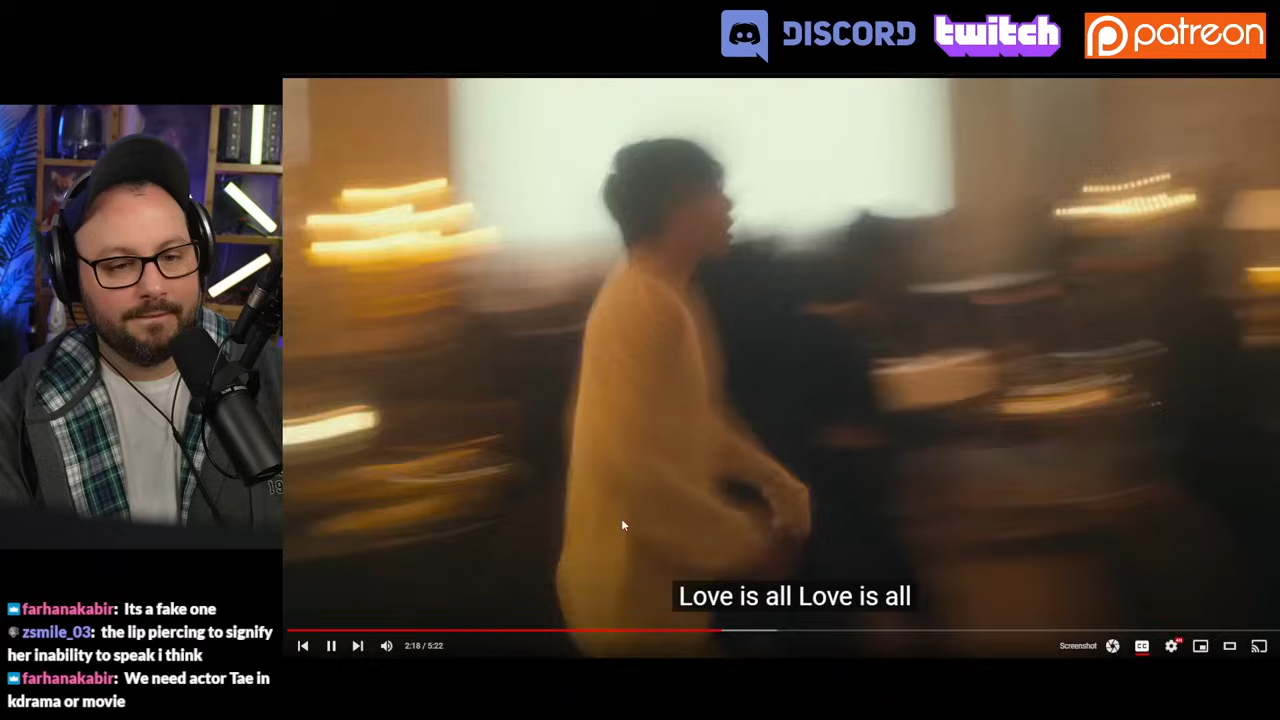 DISCORD
twitch
patreon
Love is all Love is all
2:18 / 5:22
Screenshot
CC
farhanakabir: Its a fake one
zsmile_03: the lip piercing to signify
her inability to speak i think
farhanakabir: We need actor Tae in
kdrama or movie